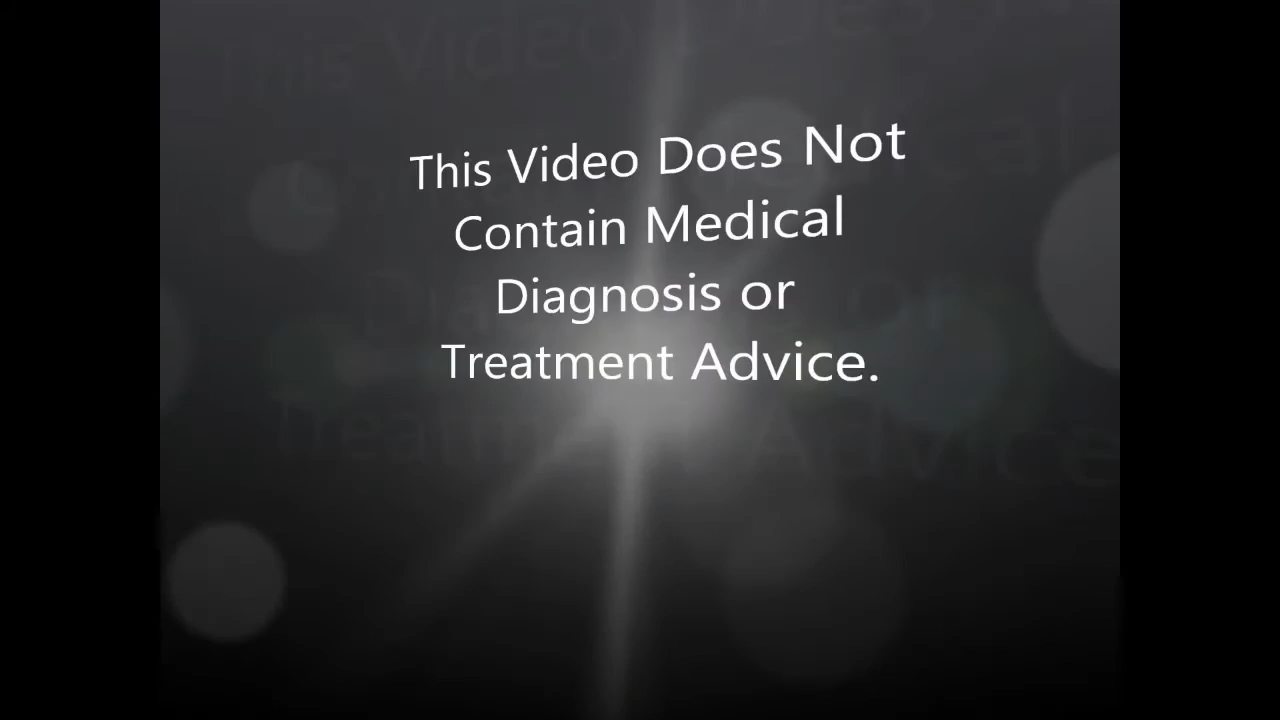 This Video Does Not
Contain Medical
Diagnosis or
Treatment Advice.